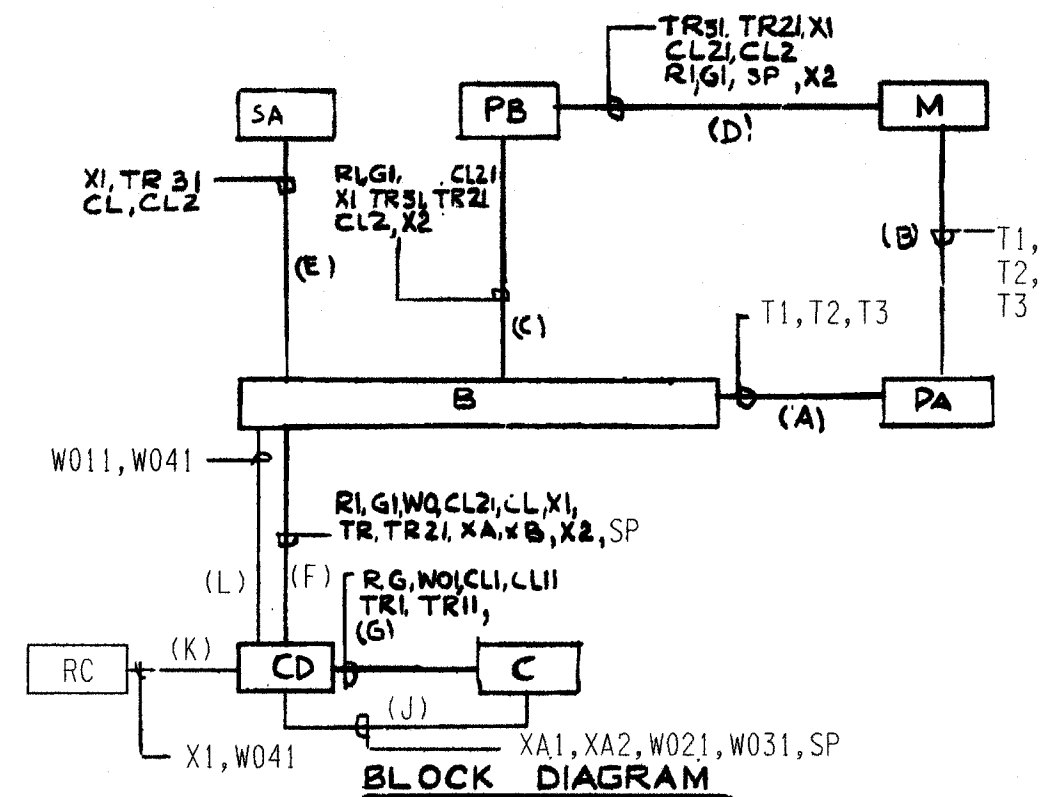 TR31, TR21, X1
CL21, CL2
R1,G1, SP ,X2
SA
PB
M
(D)
X1, TR 31
CL, CL2
R1,G1, CL21
X1 TR31, TR21
CL2, X2
(B)
T1,
T2,
T3
(E)
(C)
T1,T2,T3
B
PA
(A)
W011,W041
R1, G1,W0,CL21,CL,X1,
TR, TR21, XA,XB,X2,SP
(L)
(F)
R,G,W01,CL1,CL11
TR1, TR11,
(G)
(K)
RC
CD
C
(J)
X1,W041
XA1,XA2,W021,W031,SP
BLOCK DIAGRAM